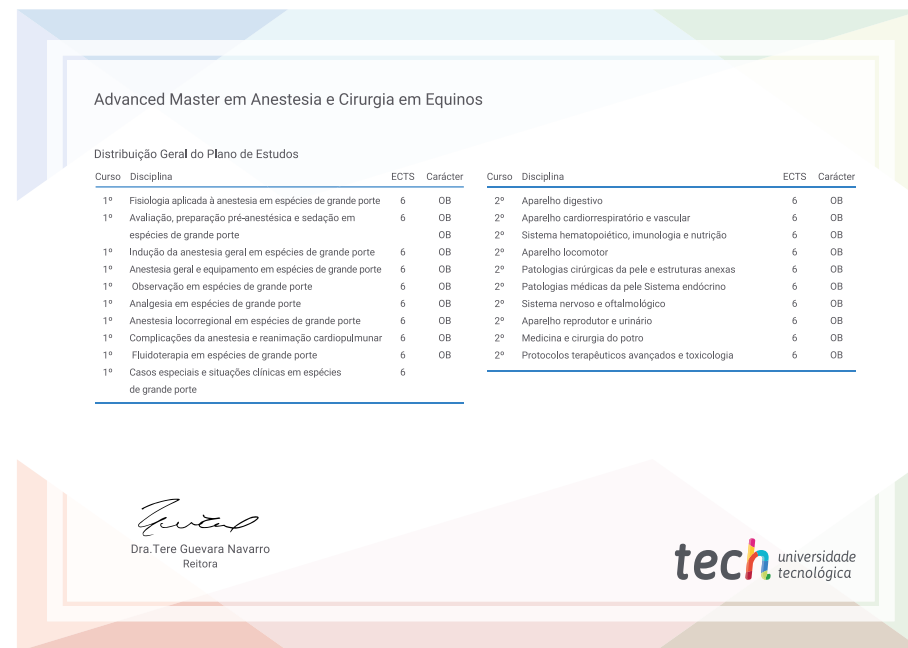 Advanced Master em Anestesia e Cirurgia em Equinos
Distribuição Geral do Plano de Estudos
Curso Disciplina ECTS Carácter
1º Fisiologia aplicada à anestesia em espécies de grande porte 6 OB
1º Avaliação, preparação pré-anestésica e sedação em 6 OB
espécies de grande porte OB
1º Indução da anestesia geral em espécies de grande porte 6 OB
1º Anestesia geral e equipamento em espécies de grande porte 6 OB
1º Observação em espécies de grande porte 6 OB
1º Analgesia em espécies de grande porte 6 OB
1º Anestesia locorregional em espécies de grande porte 6 OB
1º Complicações da anestesia e reanimação cardiopulmunar 6 OB
1º Fluidoterapia em espécies de grande porte 6 OB
1º Casos especiais e situações clínicas em espécies 6
de grande porte
Curso Disciplina ECTS Carácter
2º Aparelho digestivo 6 OB
2º Aparelho cardiorrespiratório e vascular 6 OB
2º Sistema hematopoiético, imunologia e nutrição 6 OB
2º Aparelho locomotor 6 OB
2º Patologias cirúrgicas da pele e estruturas anexas 6 OB
2º Patologias médicas da pele Sistema endócrino 6 OB
2º Sistema nervoso e oftalmológico 6 OB
2º Aparelho reprodutor e urinário 6 OB
2º Medicina e cirurgia do potro 6 OB
2º Protocolos terapêuticos avançados e toxicologia 6 OB
Dra.Tere Guevara Navarro
Reitora
tech universidade
tecnológica